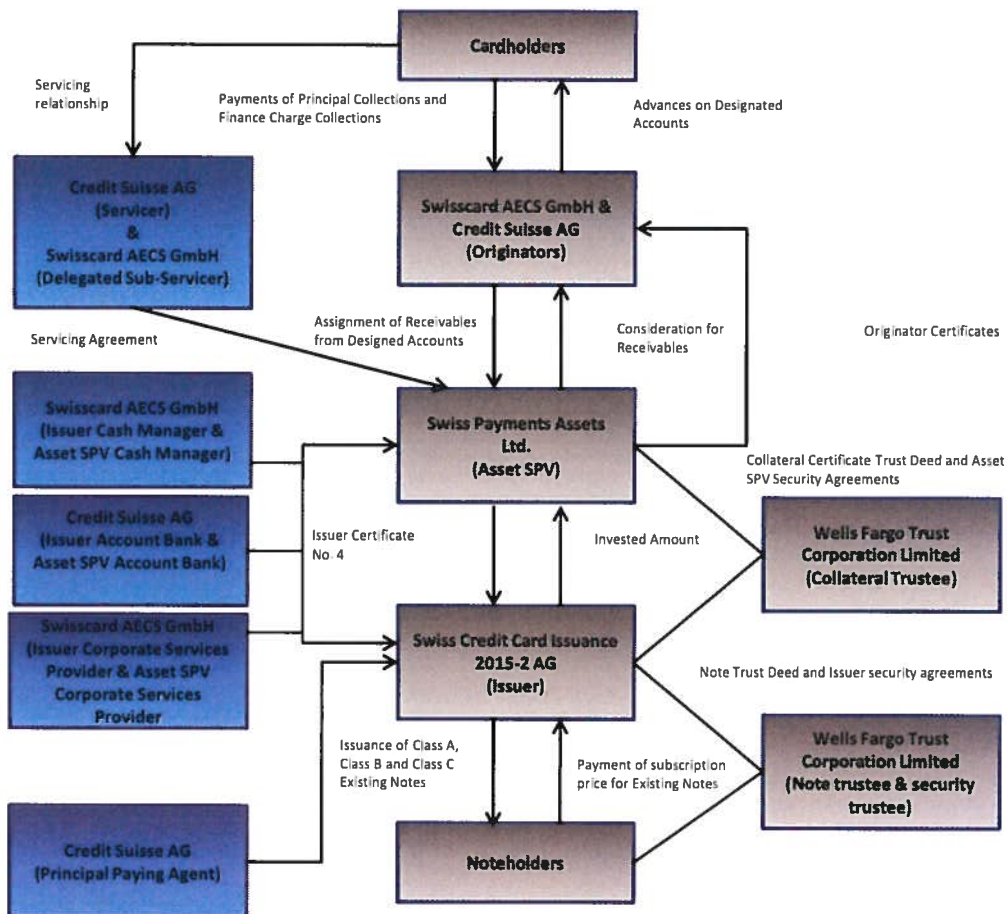 Cardholders
Servicing
relationship
Payments of Principal Collections and
Finance Charge Collections
Advances on Designated
Accounts
Credit Suisse AG
(Servicer)
&
Swisscard AECS GmbH
(Delegated Sub-Servicer)
Swisscard AECS GmbH &
Credit Suisse AG
(Originators)
Servicing Agreement
Assignment of Receivables
from Designed Accounts
Consideration for
Receivables
Originator Certificates
Swisscard AECS GmbH
(Issuer Cash Manager &
Asset SPV Cash Manager)
Swiss Payments Assets
Ltd.
(Asset SPV)
Collateral Certificate Trust Deed and Asset
SPV Security Agreements
Credit Suisse AG
(Issuer Account Bank &
Asset SPV Account Bank)
Issuer Certificate
No. 4
Invested Amount
Wells Fargo Trust
Corporation Limited
(Collateral Trustee)
Swisscard AECS GmbH
(Issuer Corporate Services
Provider & Asset SPV
Corporate Services
Provider
Swiss Credit Card Issuance
2015-2 AG
(Issuer)
Note Trust Deed and Issuer security agreements
Issuance of Class A,
Class B and Class C
Existing Notes
Payment of subscription
price for Existing Notes
Wells Fargo Trust
Corporation Limited
(Note trustee & security
trustee)
Credit Suisse AG
(Principal Paying Agent)
Noteholders